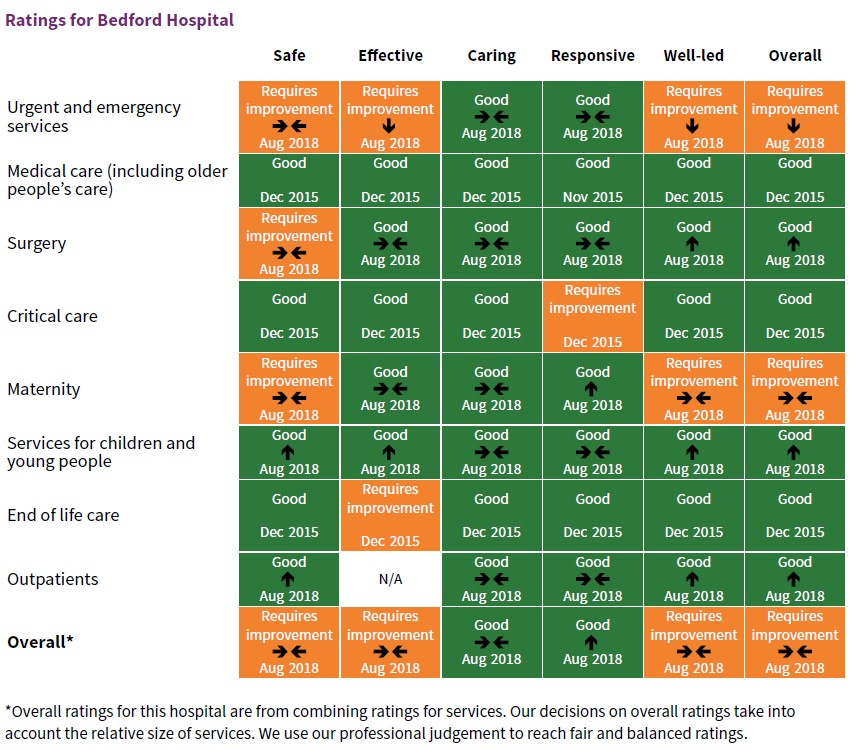 Ratings for Bedford Hospital
Safe Effective Caring Responsive Well-led Overall
Urgent and emergency
services
Requires
improvement
Aug 2018
Requires
improvement
Aug 2018
Good
Aug 2018
Good
Aug 2018
Requires
improvement
Aug 2018
Requires
improvement
Aug 2018
Medical care (including older
people’s care)
Good
Dec 2015
Good
Dec 2015
Good
Dec 2015
Good
Nov 2015
Good
Dec 2015
Good
Dec 2015
Surgery
Requires
improvement
Aug 2018
Good
Aug 2018
Good
Aug 2018
Good
Aug 2018
Good
Aug 2018
Good
Aug 2018
Critical care
Good
Dec 2015
Good
Dec 2015
Good
Dec 2015
Requires
improvement
Dec 2015
Good
Dec 2015
Good
Dec 2015
Maternity
Requires
improvement
Aug 2018
Good
Aug 2018
Good
Aug 2018
Good
Aug 2018
Requires
improvement
Aug 2018
Requires
improvement
Aug 2018
Services for children and
young people
Good
Aug 2018
Good
Aug 2018
Good
Aug 2018
Good
Aug 2018
Good
Aug 2018
Good
Aug 2018
End of life care
Good
Dec 2015
Requires
improvement
Dec 2015
Good
Dec 2015
Good
Dec 2015
Good
Dec 2015
Good
Dec 2015
Outpatients
Good
Aug 2018
N/A
Good
Aug 2018
Good
Aug 2018
Good
Aug 2018
Good
Aug 2018
Overall*
Requires
improvement
Aug 2018
Requires
improvement
Aug 2018
Good
Aug 2018
Good
Aug 2018
Requires
improvement
Aug 2018
Requires
improvement
Aug 2018
*Overall ratings for this hospital are from combining ratings for services. Our decisions on overall ratings take into
account the relative size of services. We use our professional judgement to reach fair and balanced ratings.